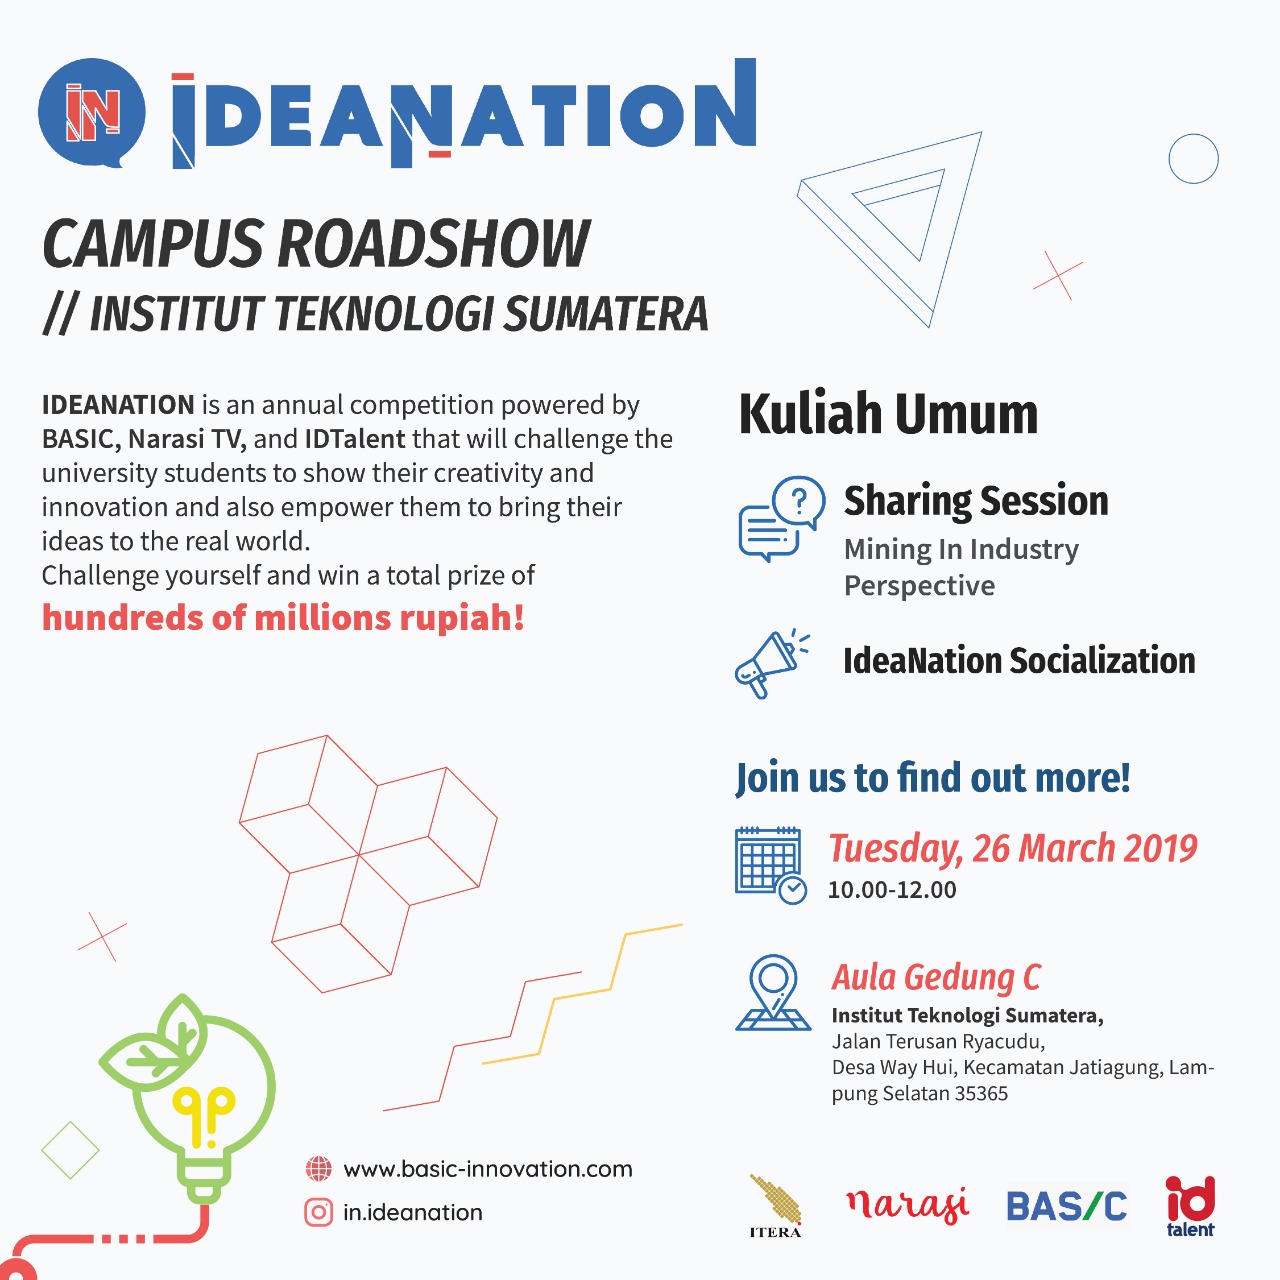 IN IDEANATION
CAMPUS ROADSHOW
// INSTITUT TEKNOLOGI SUMATERA
IDEANATION is an annual competition powered by
BASIC, Narasi TV, and IDTalent that will challenge the
university students to show their creativity and
innovation and also empower them to bring their
ideas to the real world.
Challenge yourself and win a total prize of
hundreds of millions rupiah!
Kuliah Umum
?
Sharing Session
Mining In Industry
Perspective
IdeaNation Socialization
Join us to find out more!
Tuesday, 26 March 2019
10.00-12.00
Aula Gedung C
Institut Teknologi Sumatera,
Jalan Terusan Ryacudu,
Desa Way Hui, Kecamatan Jatiagung, Lam-
pung Selatan 35365
www.basic-innovation.com
in.ideanation
ITERA
narasi
BAS/C
id
talent